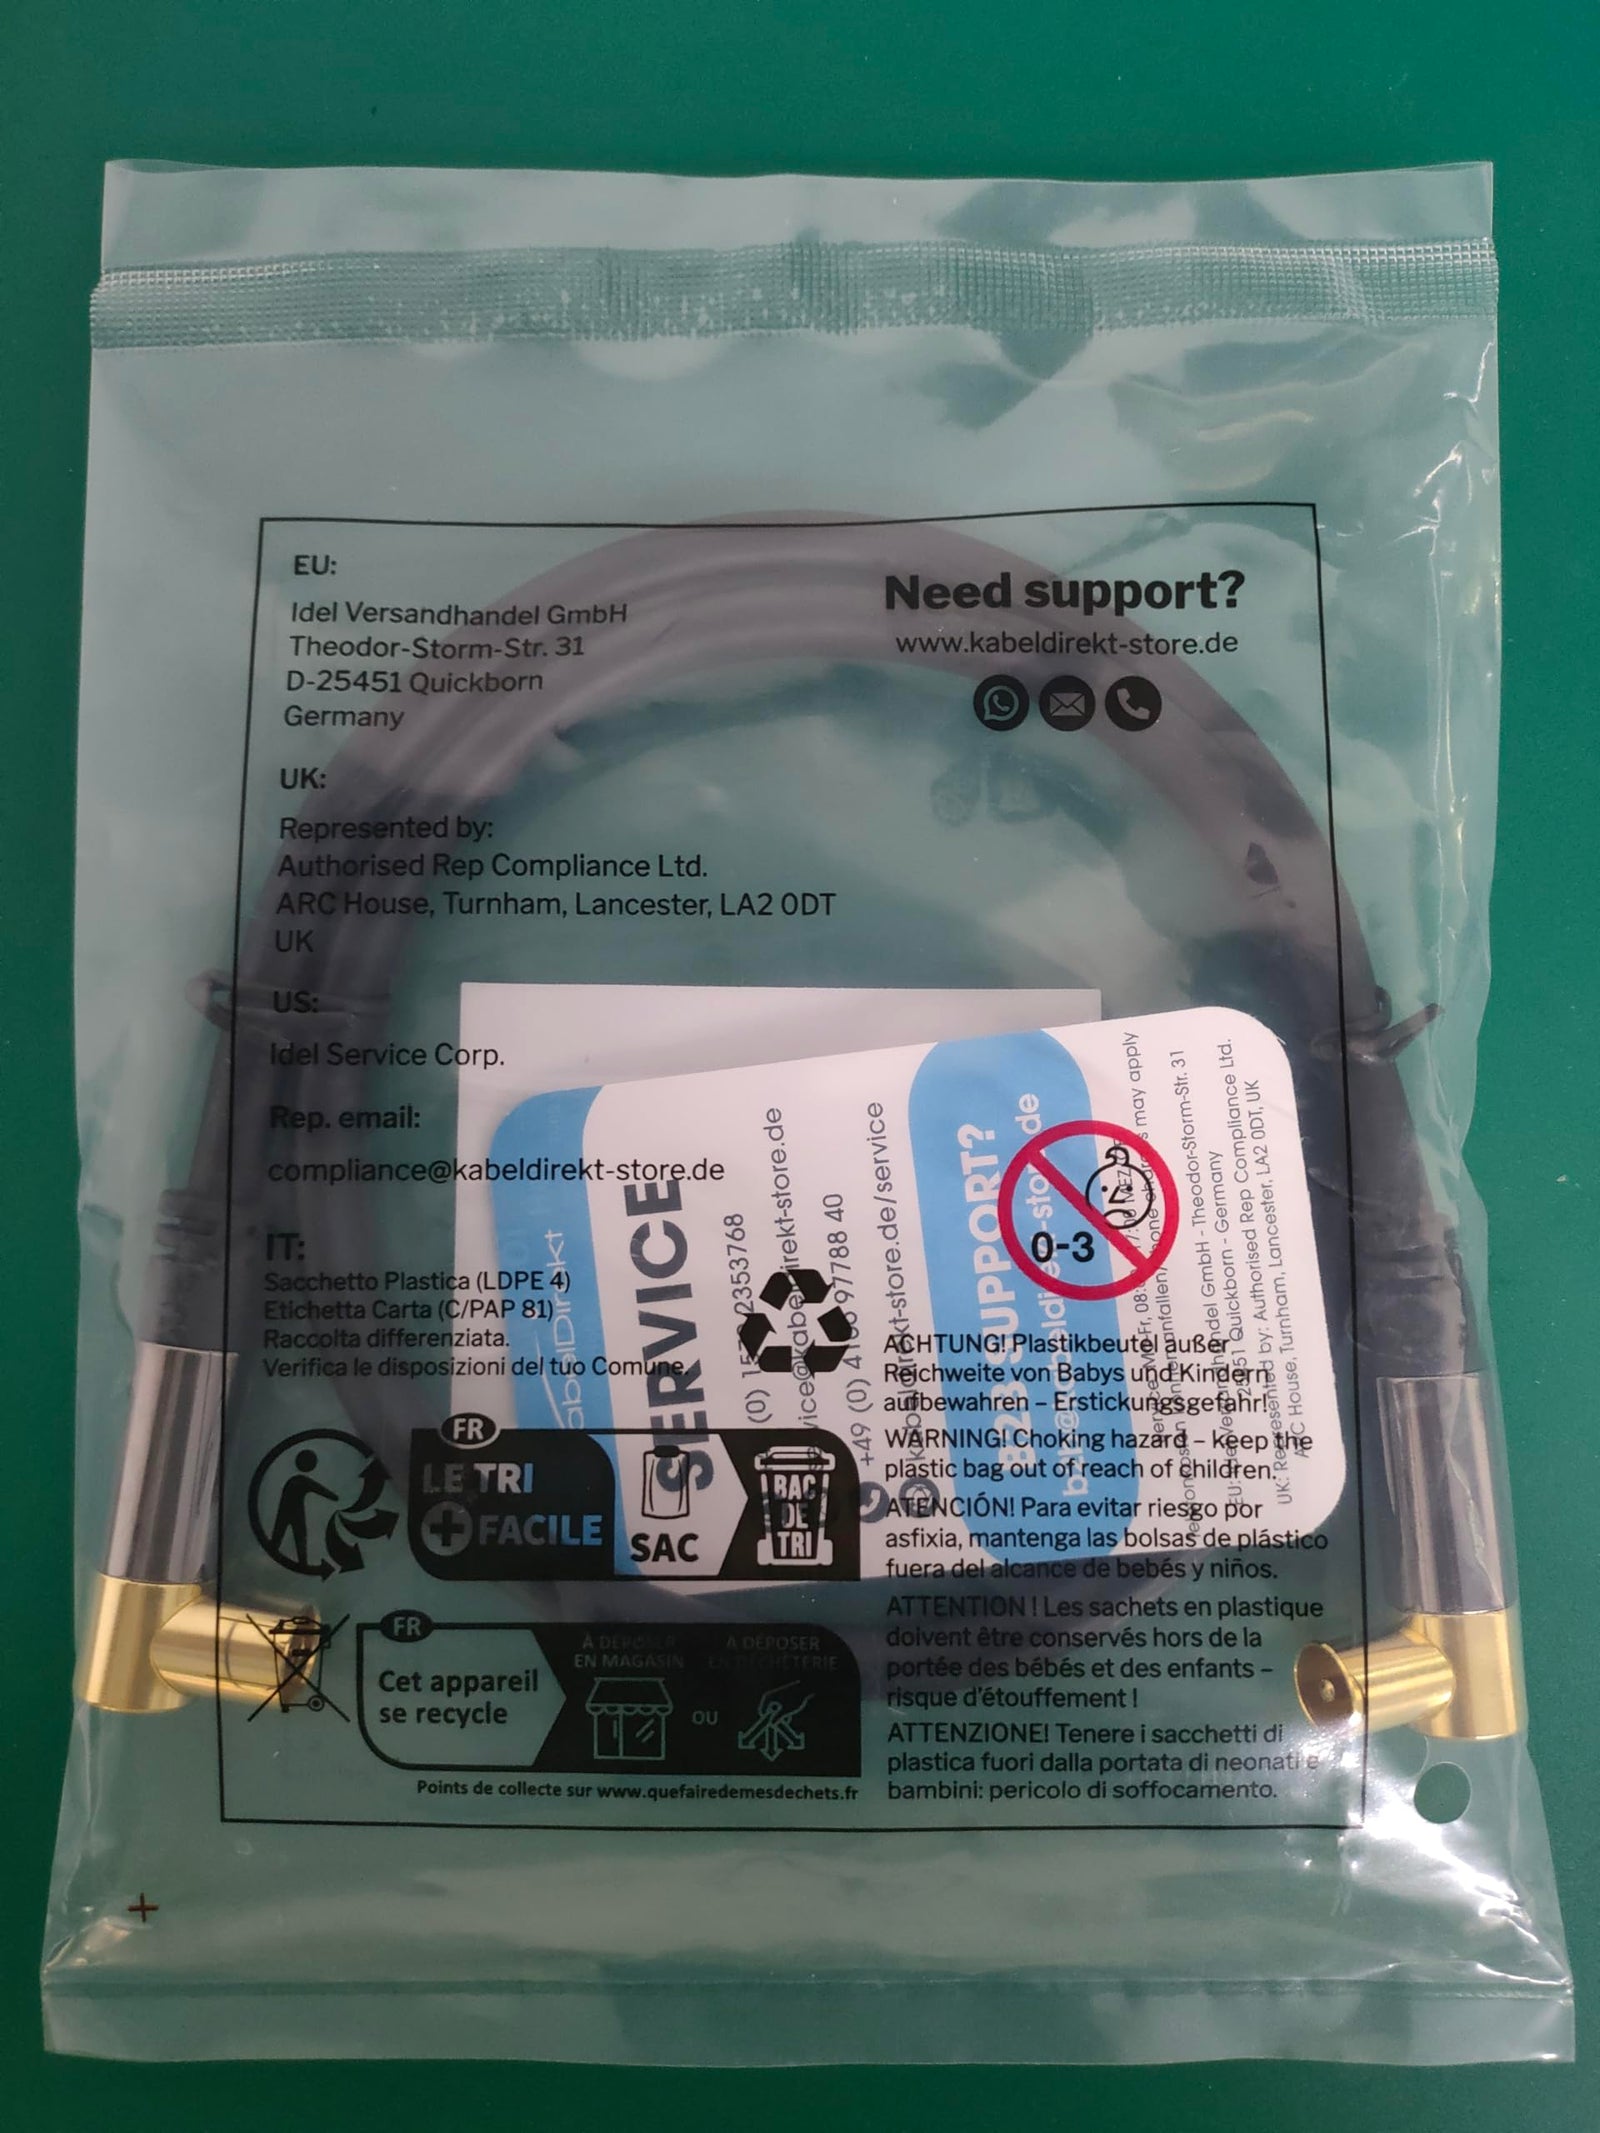 EU:
Idel Versandhandel GmbH
Theodor-Storm-Str. 31
D-25451 Quickborn
Germany
UK:
Represented by:
Authorised Rep Compliance Ltd.
ARC House, Turnham, Lancester, LA2 0DT
UK
US:
Idel Service Corp.
Rep. email:
compliance@kabeldirekt-store.de
IT:
Sacchetto Plastica (LDPE 4)
Etichetta Carta (C/PAP 81)
Raccolta differenziata.
Verifica le disposizioni del tuo Comune.
FR
LE TRI
+ FACILE
SAC
BAC
DE
TRI
FR
Cet appareil
se recycle
À DÉPOSER
EN MAGASIN
OU
À DÉPOSER
EN DÉCHÈTERIE
Points de collecte sur www.quefairedemesdechets.fr
Need support?
www.kabeldirekt-store.de
0-3
ACHTUNG! Plastikbeutel außer
Reichweite von Babys und Kindern
aufbewahren – Erstickungsgefahr!
WARNING! Choking hazard – keep the
plastic bag out of reach of children.
ATENCIÓN! Para evitar riesgo por
asfixia, mantenga las bolsas de plástico
fuera del alcance de bebés y niños.
ATTENTION ! Les sachets en plastique
doivent être conservés hors de la
portée des bébés et des enfants –
risque d'étouffement !
ATTENZIONE! Tenere i sacchetti di
plastica fuori dalla portata di neonati e
bambini: pericolo di soffocamento.
SERVICE
B2B SUPPORT?
may apply
GmbH - Theodor-Storm-Str. 31
Quickborn - Germany
UK: Represented by: Authorised Rep Compliance Ltd.
ARC House, Turnham, Lancester, LA2 0DT, UK